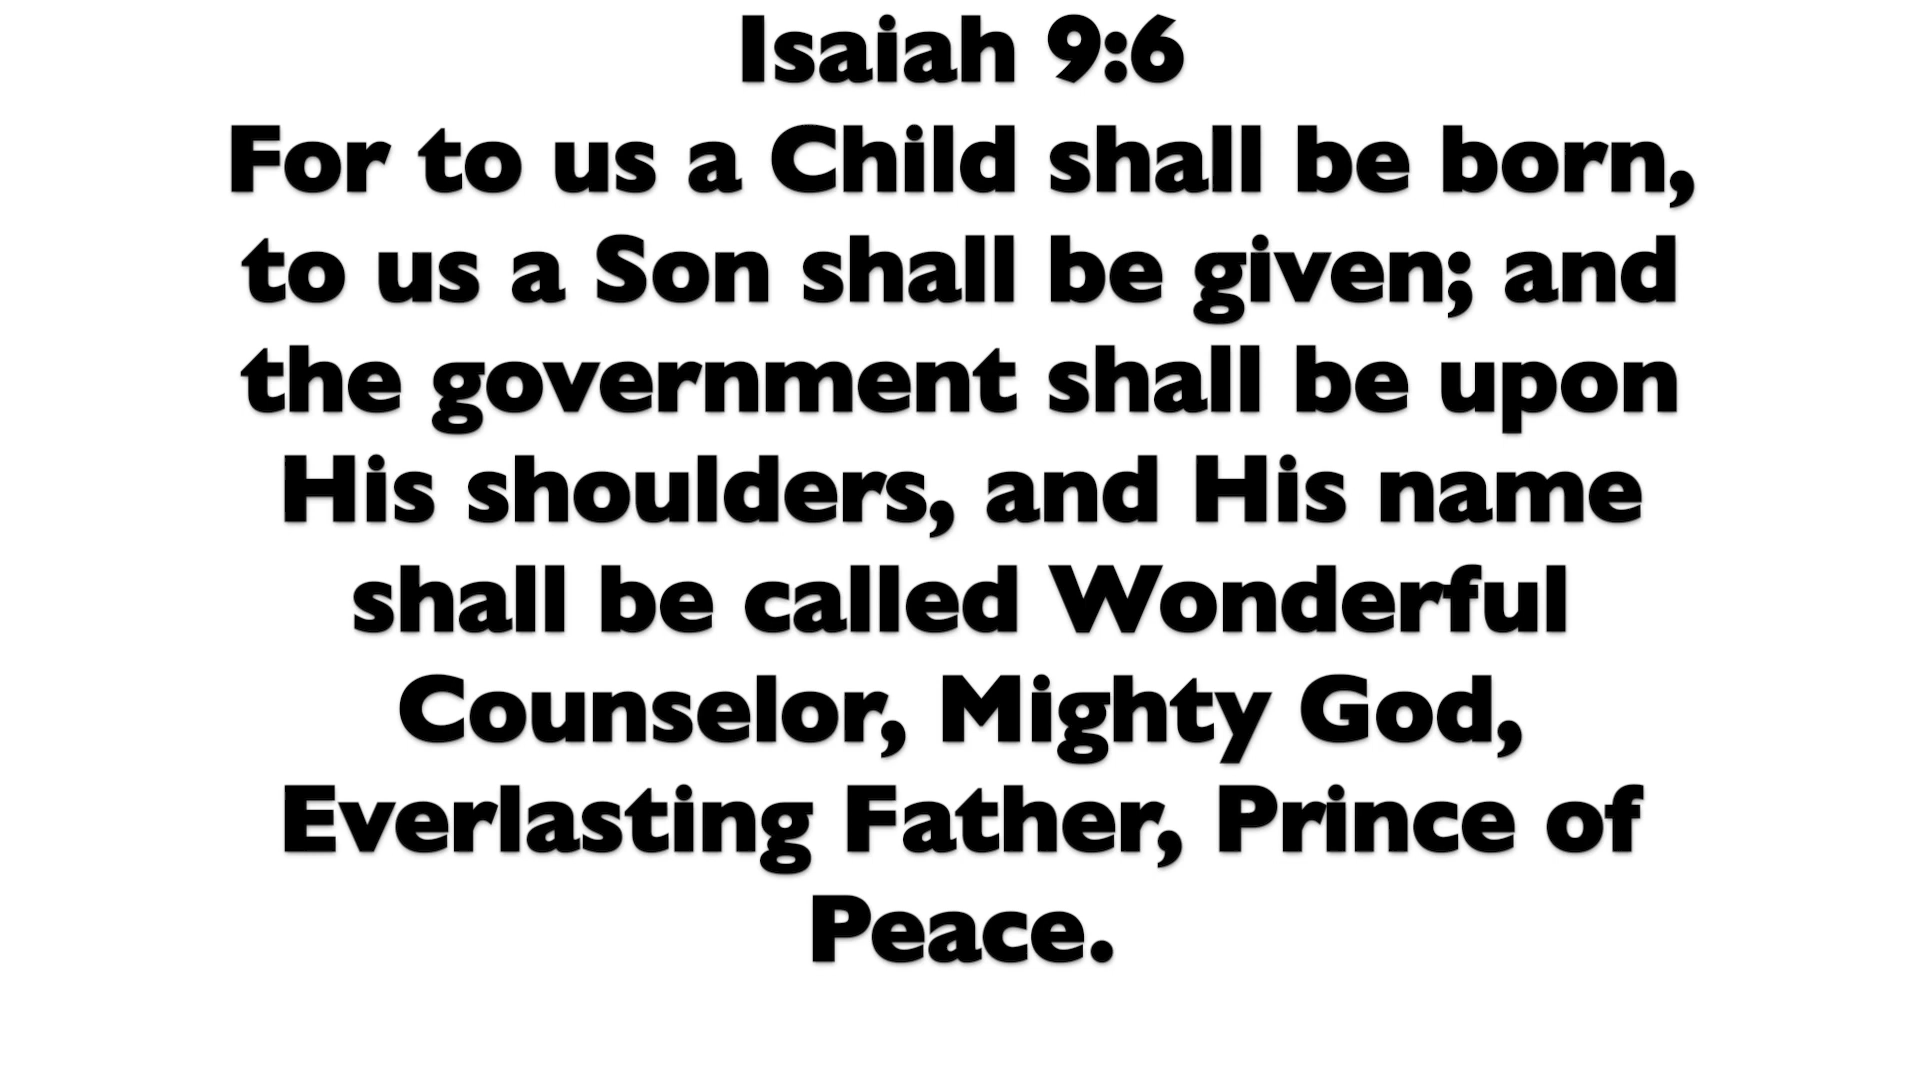 Isaiah 9:6
For to us a Child shall be born,
to us a Son shall be given; and
the government shall be upon
His shoulders, and His name
shall be called Wonderful
Counselor, Mighty God,
Everlasting Father, Prince of
Peace.